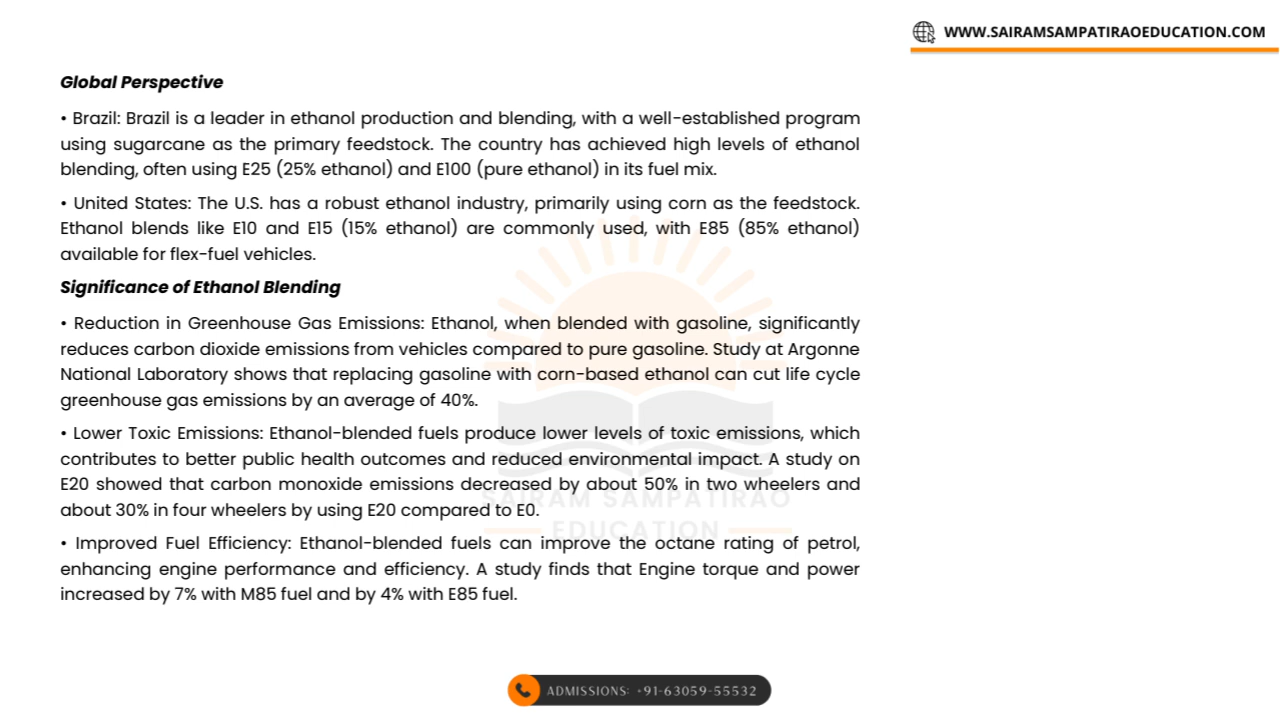 WWW.SAIRAMSAMPATIRAOEDUCATION.COM
Global Perspective
• Brazil: Brazil is a leader in ethanol production and blending, with a well-established program
using sugarcane as the primary feedstock. The country has achieved high levels of ethanol
blending, often using E25 (25% ethanol) and E100 (pure ethanol) in its fuel mix.
• United States: The U.S. has a robust ethanol industry, primarily using corn as the feedstock.
Ethanol blends like E10 and E15 (15% ethanol) are commonly used, with E85 (85% ethanol)
available for flex-fuel vehicles.
Significance of Ethanol Blending
• Reduction in Greenhouse Gas Emissions: Ethanol, when blended with gasoline, significantly
reduces carbon dioxide emissions from vehicles compared to pure gasoline. Study at Argonne
National Laboratory shows that replacing gasoline with corn-based ethanol can cut life cycle
greenhouse gas emissions by an average of 40%.
• Lower Toxic Emissions: Ethanol-blended fuels produce lower levels of toxic emissions, which
contributes to better public health outcomes and reduced environmental impact. A study on
E20 showed that carbon monoxide emissions decreased by about 50% in two wheelers and
about 30% in four wheelers by using E20 compared to E0.
SAIRAM SAMPATIRAO
EDUCATION
• Improved Fuel Efficiency: Ethanol-blended fuels can improve the octane rating of petrol,
enhancing engine performance and efficiency. A study finds that Engine torque and power
increased by 7% with M85 fuel and by 4% with E85 fuel.
ADMISSIONS: +91-63059-55532